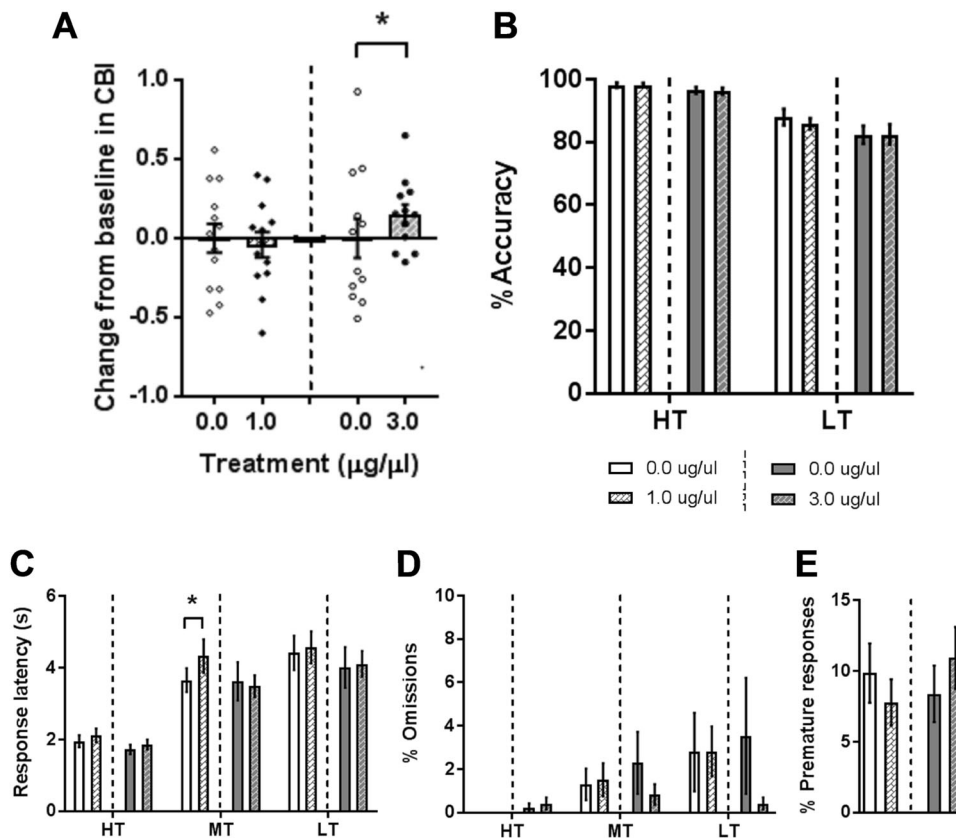 A
*
Change from baseline in CBI
1.0
0.5
0.0
-0.5
-1.0
0.0 1.0 0.0 3.0
Treatment (µg/µl)
B
% Accuracy
100
80
60
40
20
0
HT LT
0.0 ug/ul 0.0 ug/ul
1.0 ug/ul 3.0 ug/ul
C
Response latency (s)
6
4
2
0
*
HT MT LT
D
% Omissions
10
8
6
4
2
0
HT MT LT
E
% Premature responses
15
10
5
0